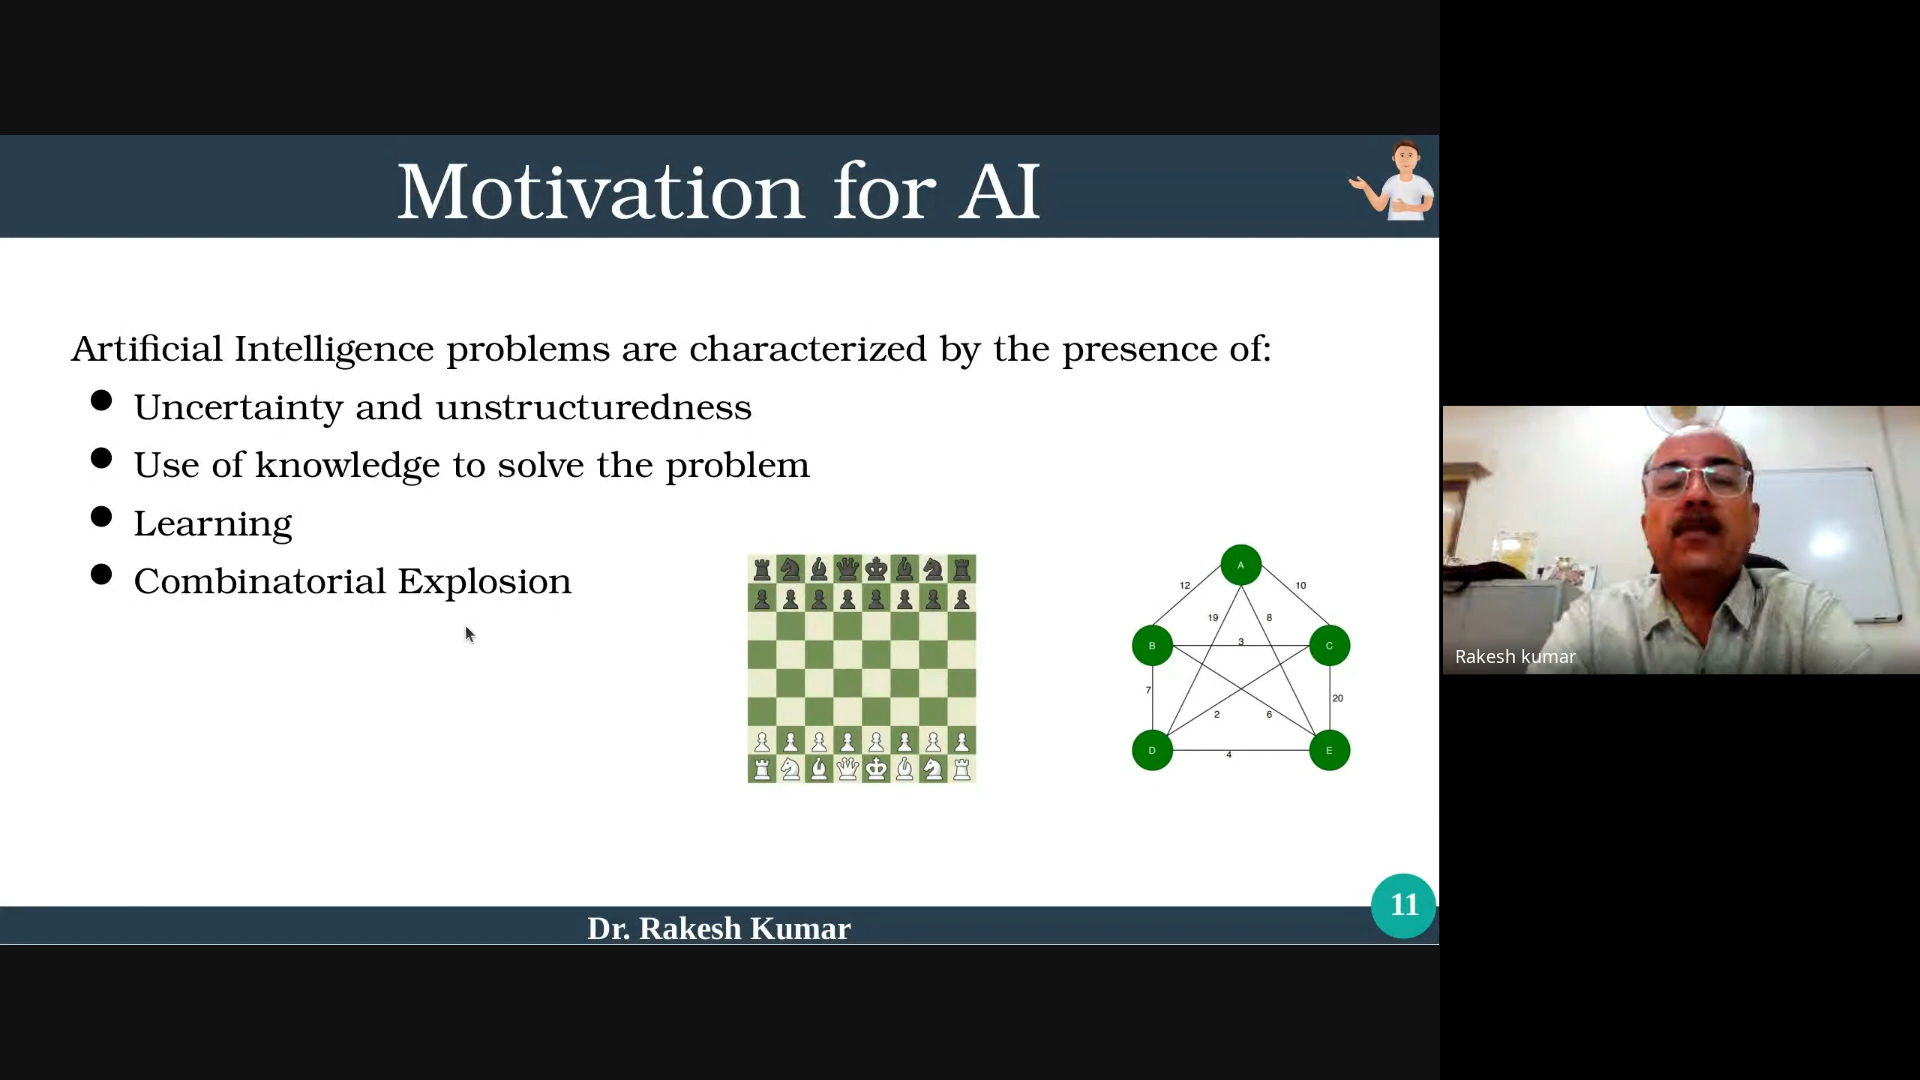 Motivation for AI
Artificial Intelligence problems are characterized by the presence of:
Uncertainty and unstructuredness
Use of knowledge to solve the problem
Learning
Combinatorial Explosion
A
12
10
19
8
B
3
C
7
20
2
6
D
4
E
11
Dr. Rakesh Kumar
Rakesh kumar